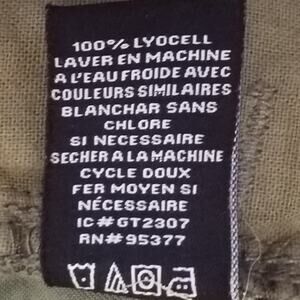 100% LYOCELL
LAVER EN MACHINE
A L'EAU FROIDE AVEC
COULEURS SIMILAIRES
BLANCHAR SANS
CHLORE
SI NECESSAIRE
SECHER A LA MACHINE
CYCLE DOUX
FER MOYEN SI
NÉCESSAIRE
IC#GT2307
RN#95377